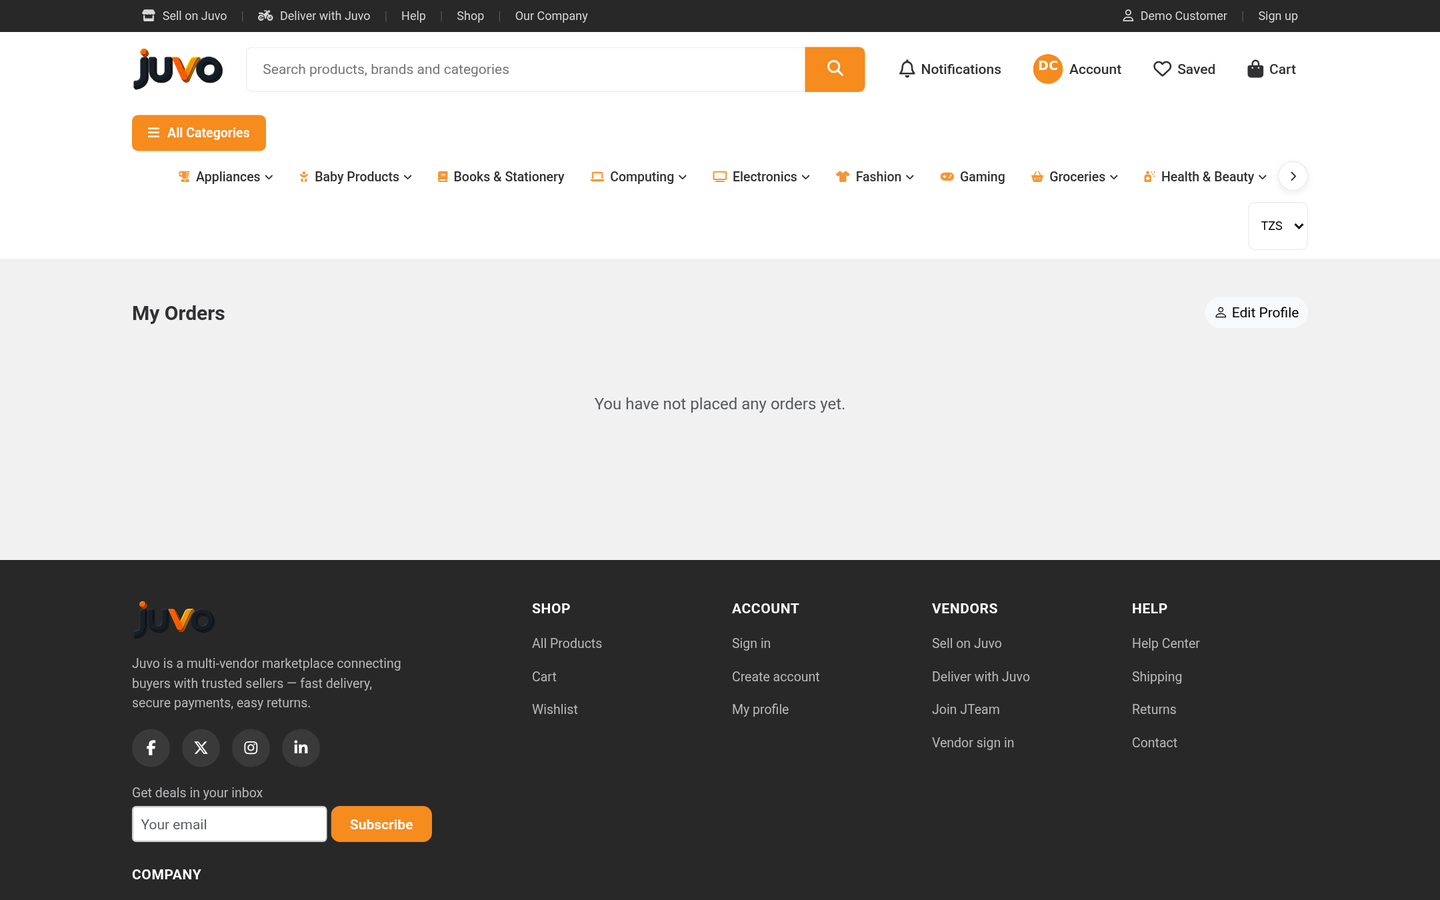 Sell on Juvo
Deliver with Juvo
Help
Shop
Our Company
Demo Customer
Sign up
juvo
Search products, brands and categories
Notifications
DC
Account
Saved
Cart
All Categories
Appliances
Baby Products
Books & Stationery
Computing
Electronics
Fashion
Gaming
Groceries
Health & Beauty
TZS
My Orders
Edit Profile
You have not placed any orders yet.
juvo
Juvo is a multi-vendor marketplace connecting
buyers with trusted sellers — fast delivery,
secure payments, easy returns.
Get deals in your inbox
Your email
Subscribe
COMPANY
SHOP
All Products
Cart
Wishlist
ACCOUNT
Sign in
Create account
My profile
VENDORS
Sell on Juvo
Deliver with Juvo
Join JTeam
Vendor sign in
HELP
Help Center
Shipping
Returns
Contact